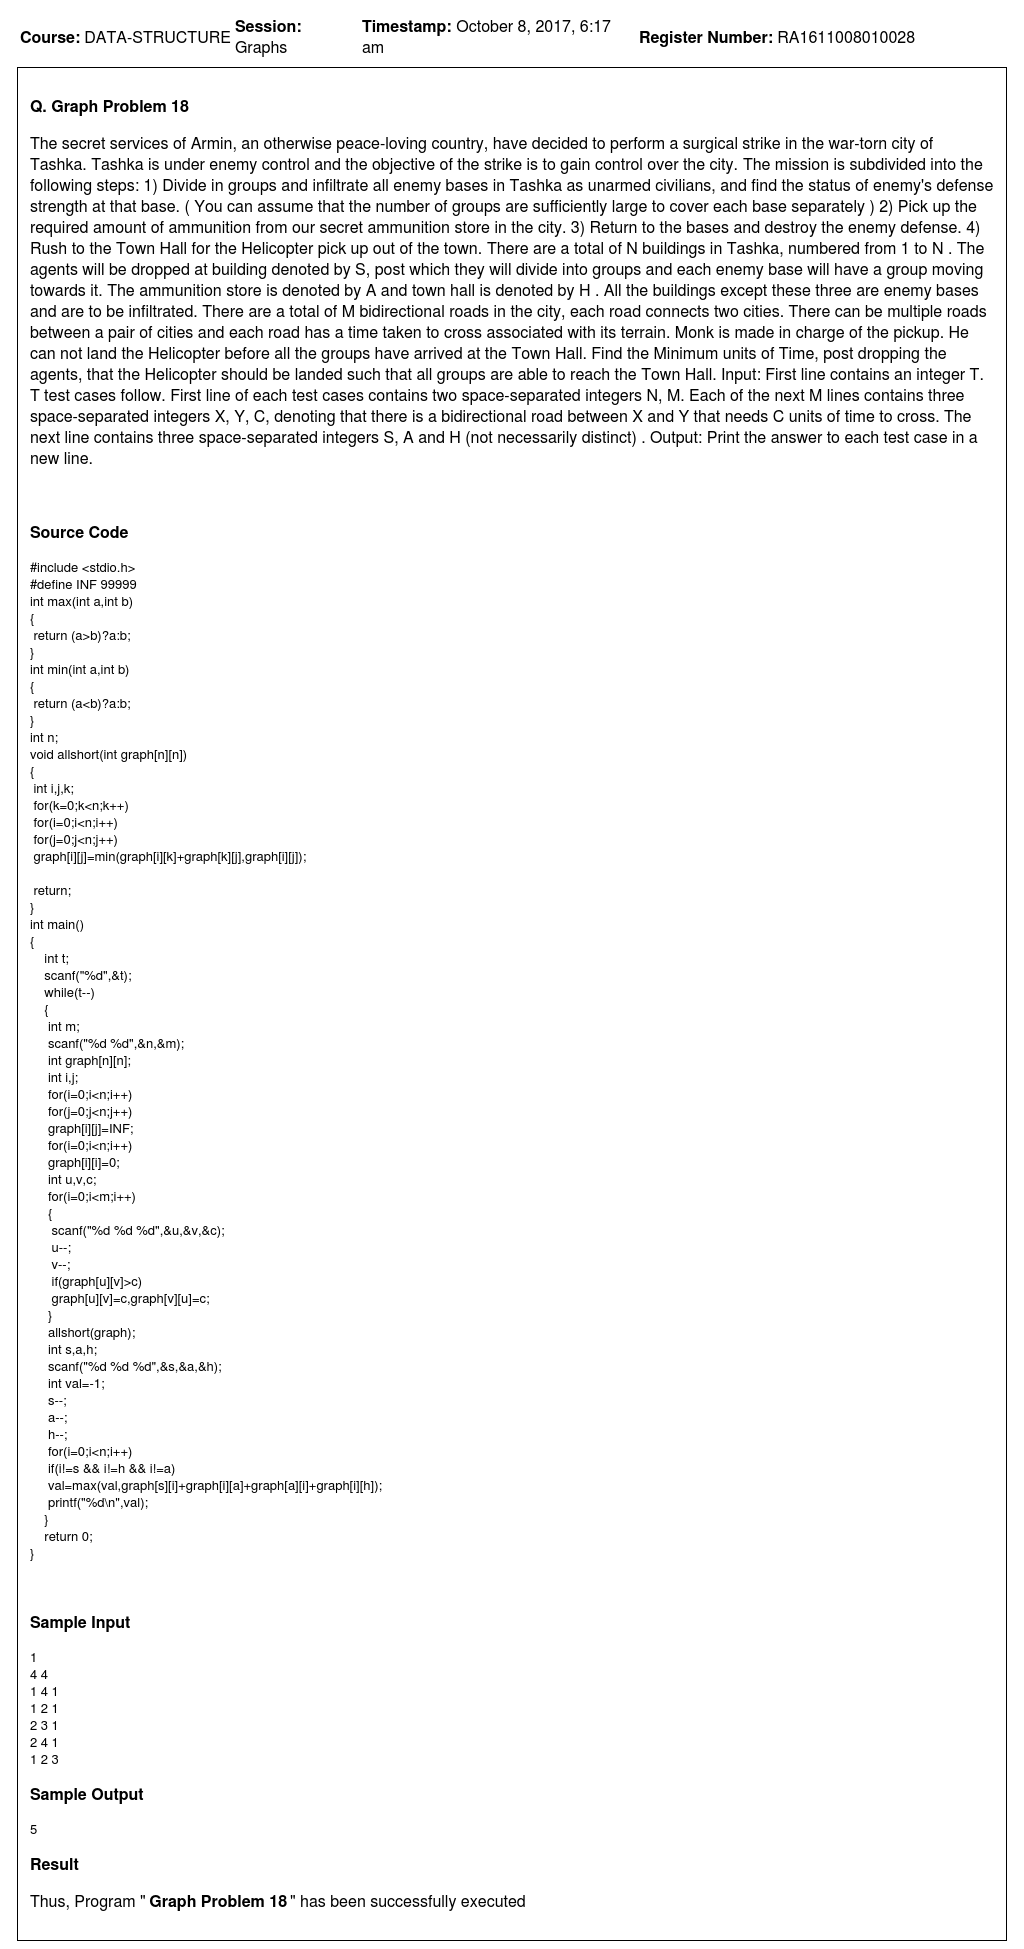 Course: DATA-STRUCTURE Session: Graphs Timestamp: October 8, 2017, 6:17 am Register Number: RA1611008010028
Q. Graph Problem 18
The secret services of Armin, an otherwise peace-loving country, have decided to perform a surgical strike in the war-torn city of
Tashka. Tashka is under enemy control and the objective of the strike is to gain control over the city. The mission is subdivided into the
following steps: 1) Divide in groups and infiltrate all enemy bases in Tashka as unarmed civilians, and find the status of enemy's defense
strength at that base. ( You can assume that the number of groups are sufficiently large to cover each base separately ) 2) Pick up the
required amount of ammunition from our secret ammunition store in the city. 3) Return to the bases and destroy the enemy defense. 4)
Rush to the Town Hall for the Helicopter pick up out of the town. There are a total of N buildings in Tashka, numbered from 1 to N . The
agents will be dropped at building denoted by S, post which they will divide into groups and each enemy base will have a group moving
towards it. The ammunition store is denoted by A and town hall is denoted by H . All the buildings except these three are enemy bases
and are to be infiltrated. There are a total of M bidirectional roads in the city, each road connects two cities. There can be multiple roads
between a pair of cities and each road has a time taken to cross associated with its terrain. Monk is made in charge of the pickup. He
can not land the Helicopter before all the groups have arrived at the Town Hall. Find the Minimum units of Time, post dropping the
agents, that the Helicopter should be landed such that all groups are able to reach the Town Hall. Input: First line contains an integer T.
T test cases follow. First line of each test cases contains two space-separated integers N, M. Each of the next M lines contains three
space-separated integers X, Y, C, denoting that there is a bidirectional road between X and Y that needs C units of time to cross. The
next line contains three space-separated integers S, A and H (not necessarily distinct) . Output: Print the answer to each test case in a
new line.
Source Code
#include <stdio.h>
#define INF 99999
int max(int a,int b)
{
return (a>b)?a:b;
}
int min(int a,int b)
{
return (a<b)?a:b;
}
int n;
void allshort(int graph[n][n])
{
int i,j,k;
for(k=0;k<n;k++)
for(i=0;i<n;i++)
for(j=0;j<n;j++)
graph[i][j]=min(graph[i][k]+graph[k][j],graph[i][j]);
return;
}
int main()
{
int t;
scanf("%d",&t);
while(t--)
{
int m;
scanf("%d %d",&n,&m);
int graph[n][n];
int i,j;
for(i=0;i<n;i++)
for(j=0;j<n;j++)
graph[i][j]=INF;
for(i=0;i<n;i++)
graph[i][i]=0;
int u,v,c;
for(i=0;i<m;i++)
{
scanf("%d %d %d",&u,&v,&c);
u--;
v--;
if(graph[u][v]>c)
graph[u][v]=c,graph[v][u]=c;
}
allshort(graph);
int s,a,h;
scanf("%d %d %d",&s,&a,&h);
int val=-1;
s--;
a--;
h--;
for(i=0;i<n;i++)
if(i!=s && i!=h && i!=a)
val=max(val,graph[s][i]+graph[i][a]+graph[a][i]+graph[i][h]);
printf("%d\n",val);
}
return 0;
}
Sample Input
1
4 4
1 4 1
1 2 1
2 3 1
2 4 1
1 2 3
Sample Output
5
Result
Thus, Program " Graph Problem 18 " has been successfully executed